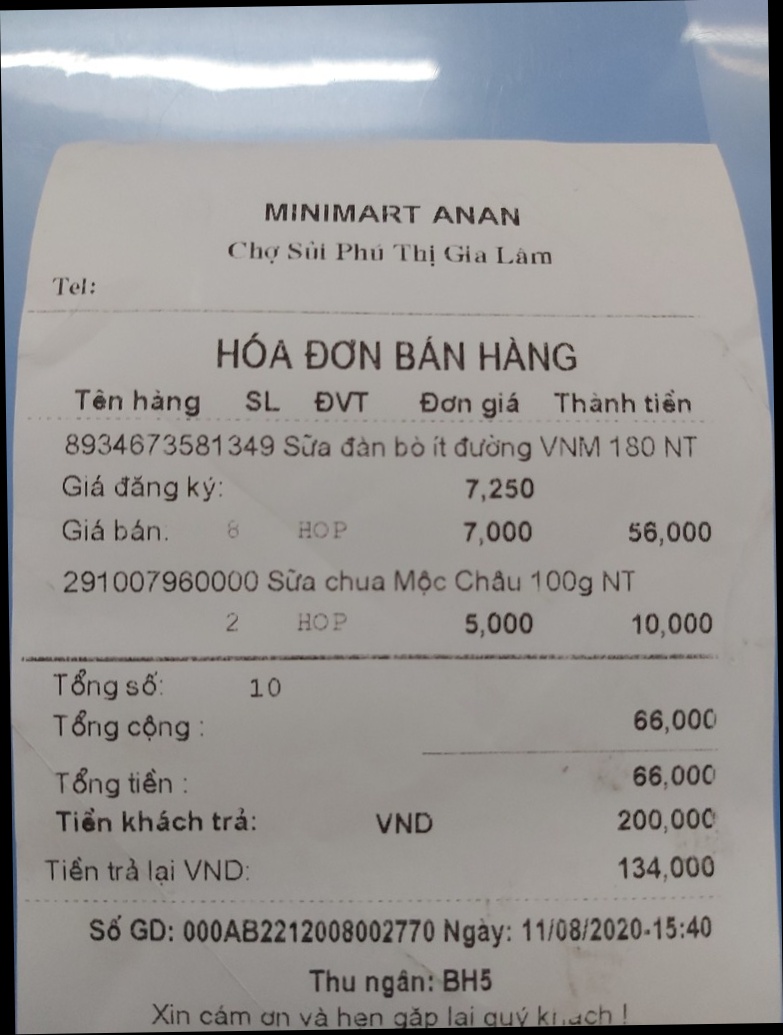 MINIMART ANAN
Chợ Sủi Phú Thị Gia Lâm
Tel:
HÓA ĐƠN BÁN HÀNG
Tên hàng SL ĐVT Đơn giá Thành tiền
8934673581349 Sữa đàn bò ít đường VNM 180 NT
Giá đăng ký: 7,250
Giá bán: 8 HOP 7,000 56,000
291007960000 Sữa chua Mộc Châu 100g NT
2 HOP 5,000 10,000
Tổng số: 10
Tổng cộng : 66,000
Tổng tiền : 66,000
Tiền khách trả: VND 200,000
Tiền trả lại VND: 134,000
Số GD: 000AB2212008002770 Ngày: 11/08/2020-15:40
Thu ngân: BH5
Xin cám ơn và hẹn gặp lại quý khách !